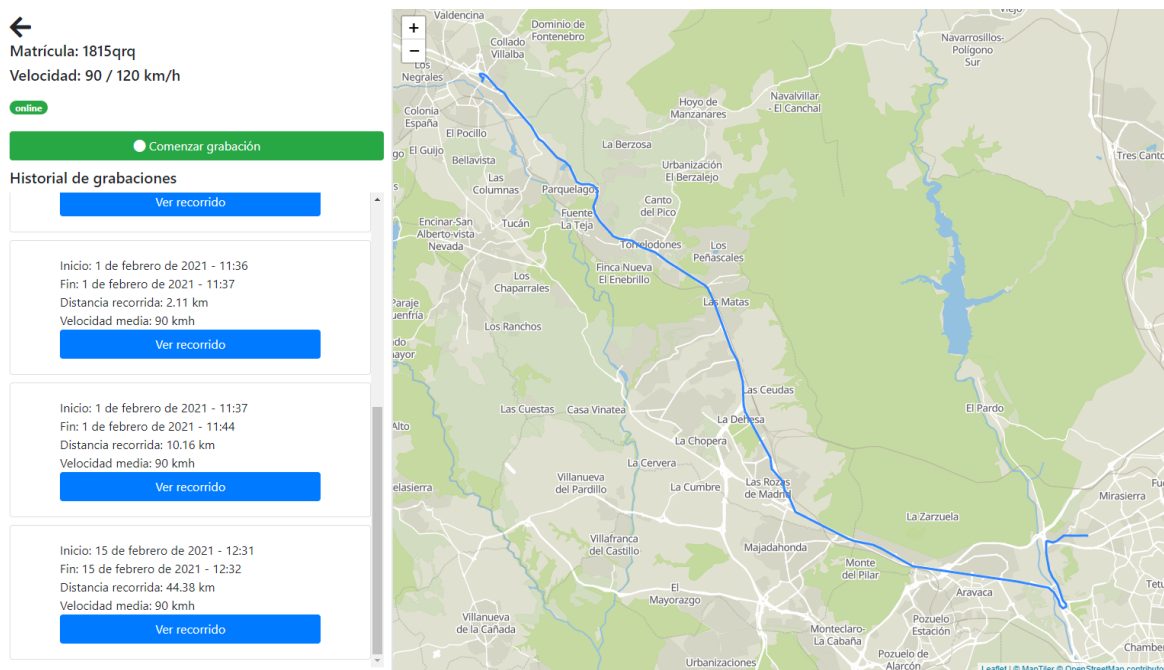 Matrícula: 1815qrq
Velocidad: 90 / 120 km/h
online
Comenzar grabación
Historial de grabaciones
Ver recorrido
Inicio: 1 de febrero de 2021 - 11:36
Fin: 1 de febrero de 2021 - 11:37
Distancia recorrida: 2.11 km
Velocidad media: 90 kmh
Ver recorrido
Inicio: 1 de febrero de 2021 - 11:37
Fin: 1 de febrero de 2021 - 11:44
Distancia recorrida: 10.16 km
Velocidad media: 90 kmh
Ver recorrido
Inicio: 15 de febrero de 2021 - 12:31
Fin: 15 de febrero de 2021 - 12:32
Distancia recorrida: 44.38 km
Velocidad media: 90 kmh
Ver recorrido
+
−
Valdencina
Dominio de
Fontenebro
Collado
Villalba
Los
Negrales
Navarrosillos-
Polígono
Sur
Colonia
España
Hoyo de
Manzanares
Navalvillar
- El Canchal
El Pocillo
El Guijo
Bellavista
La Berzosa
Tres Canto
Urbanización
El Berzalejo
Las
Columnas
Parquelagos
Canto
del Pico
Fuente
La Teja
Tucán
Encinar-San
Alberto-vista
Nevada
Torrelodones
Los
Peñascales
Finca Nueva
El Enebrillo
Los
Chaparrales
Las Matas
Paraje
Los Ranchos
Las Ceudas
Las Cuestas
Casa Vinatea
La Dehesa
El Pardo
Alto
La Chopera
La Cervera
Villanueva
del Pardillo
La Cumbre
Las Rozas
de Madrid
Mirasierra
La Zarzuela
Villafranca
del Castillo
Majadahonda
Monte
del Pilar
El
Mayorazgo
Aravaca
Villanueva
de la Cañada
Pozuelo
Estación
Monteclaro-
La Cabaña
Pozuelo de
Alarcón
Urbanizaciones
Leaflet | © MapTiler © OpenStreetMap contributo